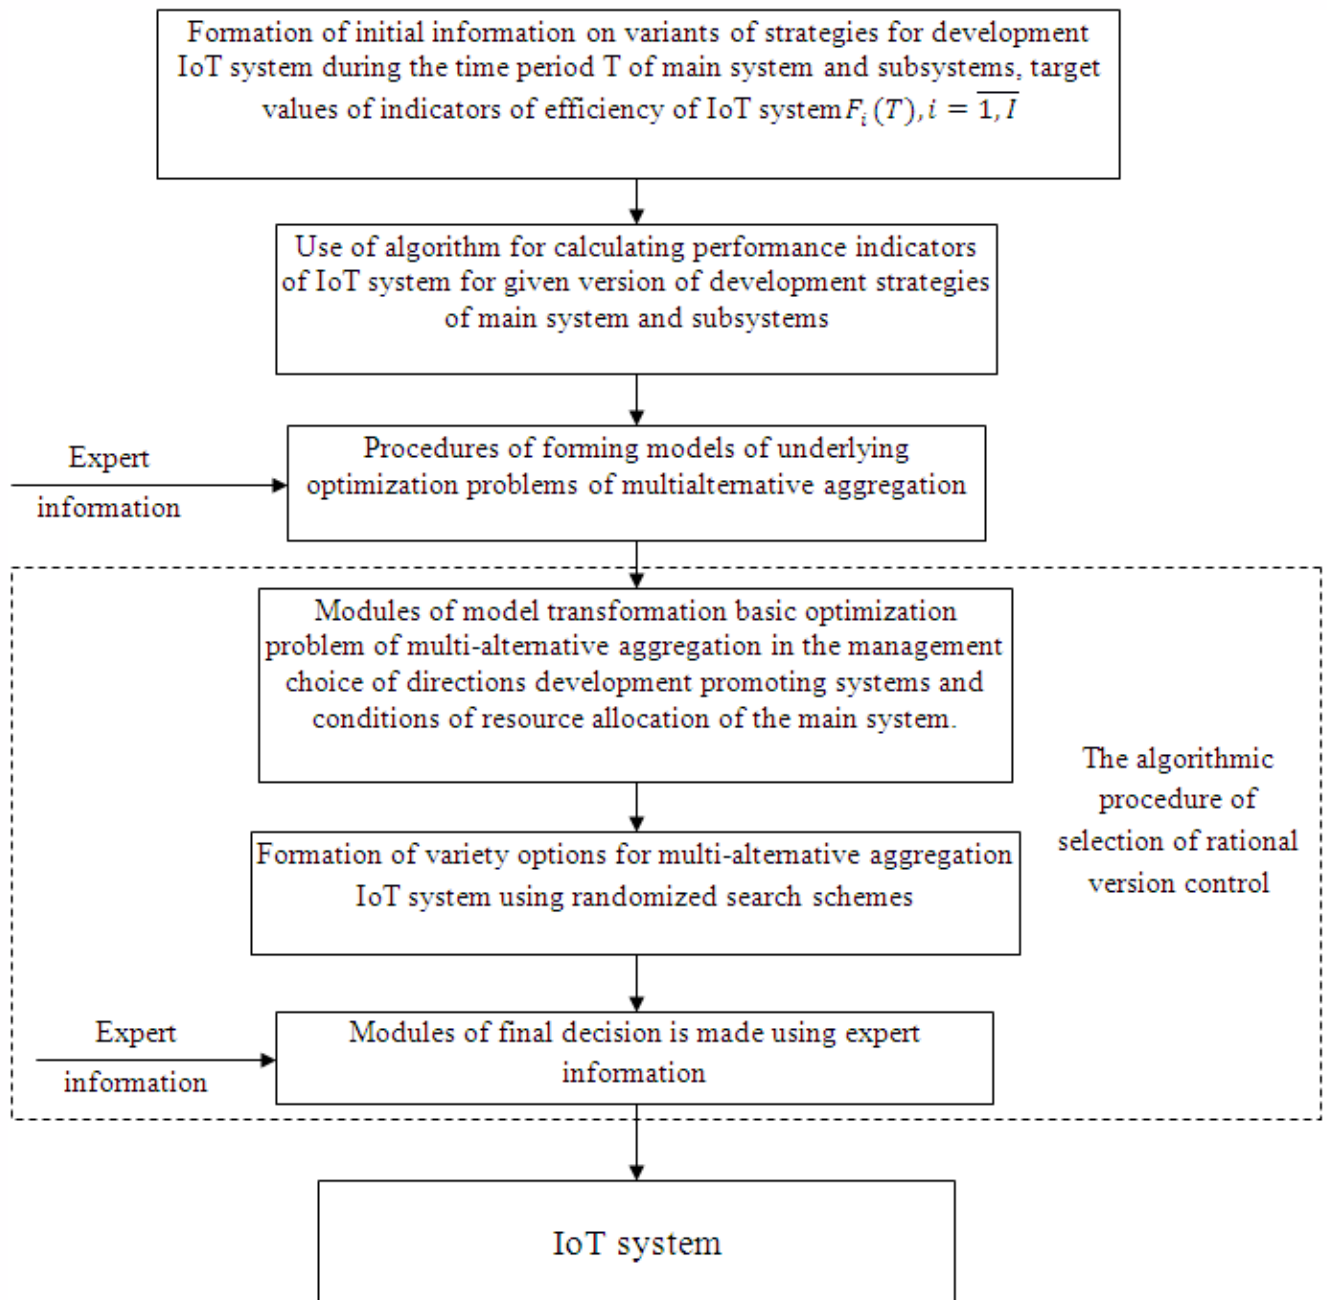 Formation of initial information on variants of strategies for development
IoT system during the time period T of main system and subsystems, target
values of indicators of efficiency of IoT system F_i (T), i = \overline{1, I}
Use of algorithm for calculating performance indicators
of IoT system for given version of development strategies
of main system and subsystems
Expert
information
Procedures of forming models of underlying
optimization problems of multialternative aggregation
Modules of model transformation basic optimization
problem of multi-alternative aggregation in the management
choice of directions development promoting systems and
conditions of resource allocation of the main system.
The algorithmic
procedure of
selection of rational
version control
Formation of variety options for multi-alternative aggregation
IoT system using randomized search schemes
Expert
information
Modules of final decision is made using expert
information
IoT system